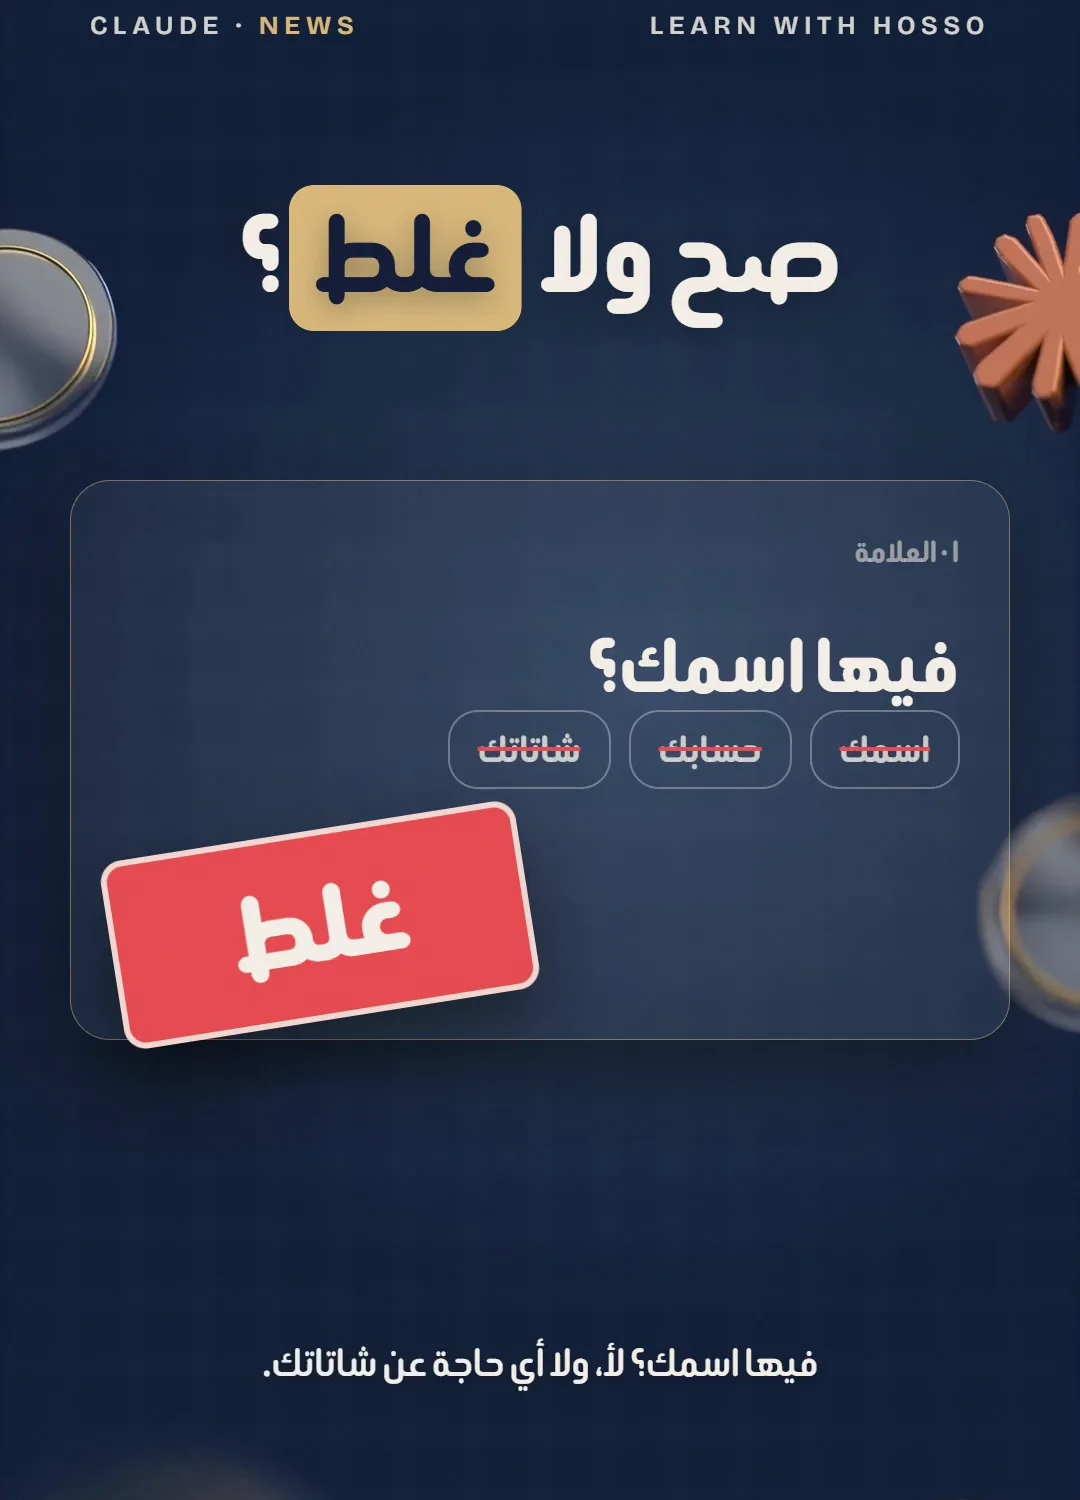 CLAUDE · NEWS
LEARN WITH HOSSO
صح ولا غلط؟
١ · العلامة
فيها اسمك؟
اسمك حسابك شاتاتك
غلط
فيها اسمك؟ لأ، ولا أي حاجة عن شاتاتك.